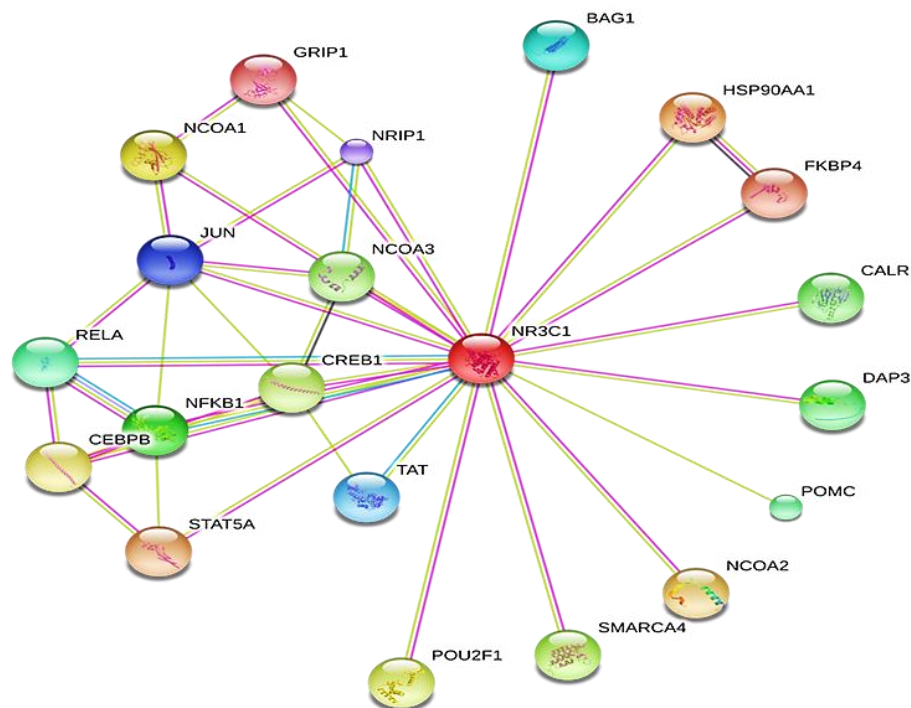 BAG1
GRIP1
HSP90AA1
NCOA1
NRIP1
FKBP4
JUN
NCOA3
CALR
RELA
NR3C1
CREB1
DAP3
NFKB1
CEBPB
TAT
POMC
STAT5A
NCOA2
SMARCA4
POU2F1